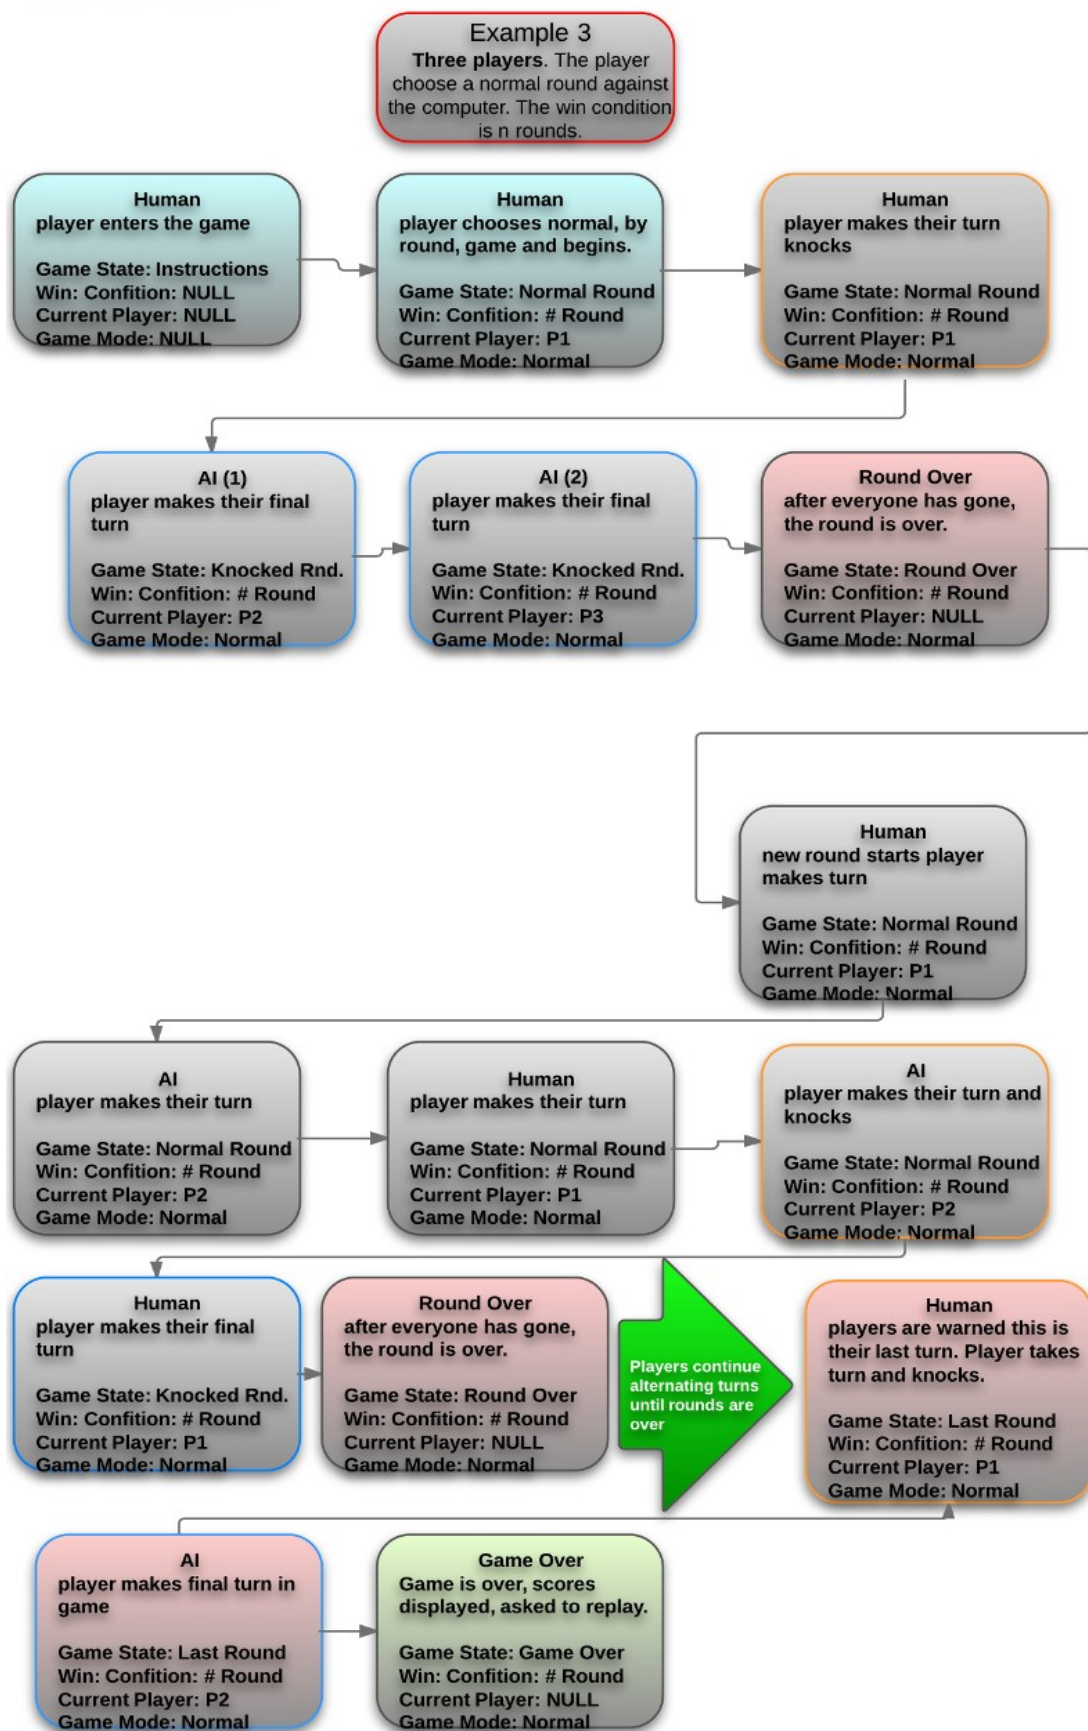 Example 3
Three players. The player
choose a normal round against
the computer. The win condition
is n rounds.
Human
player enters the game
Game State: Instructions
Win: Confition: NULL
Current Player: NULL
Game Mode: NULL
Human
player chooses normal, by
round, game and begins.
Game State: Normal Round
Win: Confition: # Round
Current Player: P1
Game Mode: Normal
Human
player makes their turn
knocks
Game State: Normal Round
Win: Confition: # Round
Current Player: P1
Game Mode: Normal
AI (1)
player makes their final
turn
Game State: Knocked Rnd.
Win: Confition: # Round
Current Player: P2
Game Mode: Normal
AI (2)
player makes their final
turn
Game State: Knocked Rnd.
Win: Confition: # Round
Current Player: P3
Game Mode: Normal
Round Over
after everyone has gone,
the round is over.
Game State: Round Over
Win: Confition: # Round
Current Player: NULL
Game Mode: Normal
Human
new round starts player
makes turn
Game State: Normal Round
Win: Confition: # Round
Current Player: P1
Game Mode: Normal
AI
player makes their turn
Game State: Normal Round
Win: Confition: # Round
Current Player: P2
Game Mode: Normal
Human
player makes their turn
Game State: Normal Round
Win: Confition: # Round
Current Player: P1
Game Mode: Normal
AI
player makes their turn and
knocks
Game State: Normal Round
Win: Confition: # Round
Current Player: P2
Game Mode: Normal
Human
player makes their final
turn
Game State: Knocked Rnd.
Win: Confition: # Round
Current Player: P1
Game Mode: Normal
Round Over
after everyone has gone,
the round is over.
Game State: Round Over
Win: Confition: # Round
Current Player: NULL
Game Mode: Normal
Players continue
alternating turns
until rounds are
over
Human
players are warned this is
their last turn. Player takes
turn and knocks.
Game State: Last Round
Win: Confition: # Round
Current Player: P1
Game Mode: Normal
AI
player makes final turn in
game
Game State: Last Round
Win: Confition: # Round
Current Player: P2
Game Mode: Normal
Game Over
Game is over, scores
displayed, asked to replay.
Game State: Game Over
Win: Confition: # Round
Current Player: NULL
Game Mode: Normal